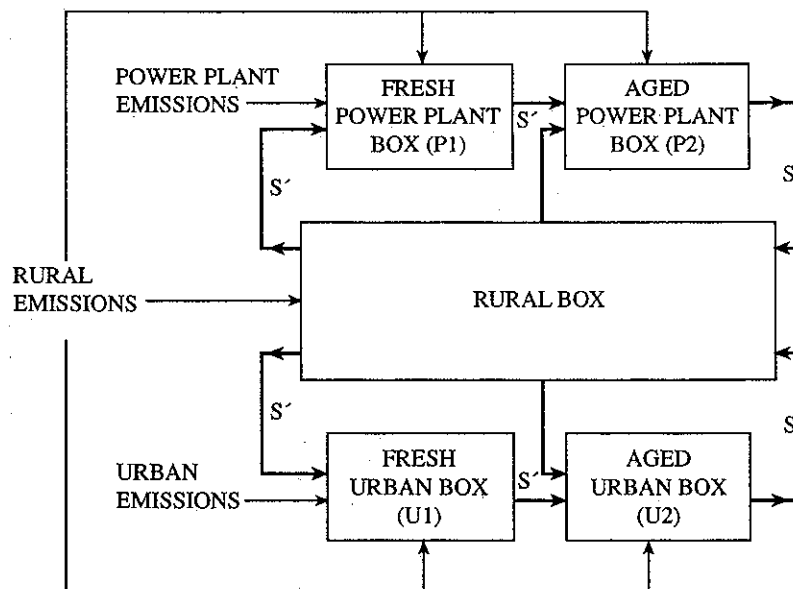 POWER PLANT
EMISSIONS
FRESH
POWER PLANT
BOX (P1)
S´
AGED
POWER PLANT
BOX (P2)
S´
S
RURAL
EMISSIONS
RURAL BOX
S´
S
URBAN
EMISSIONS
FRESH
URBAN BOX
(U1)
S´
AGED
URBAN BOX
(U2)